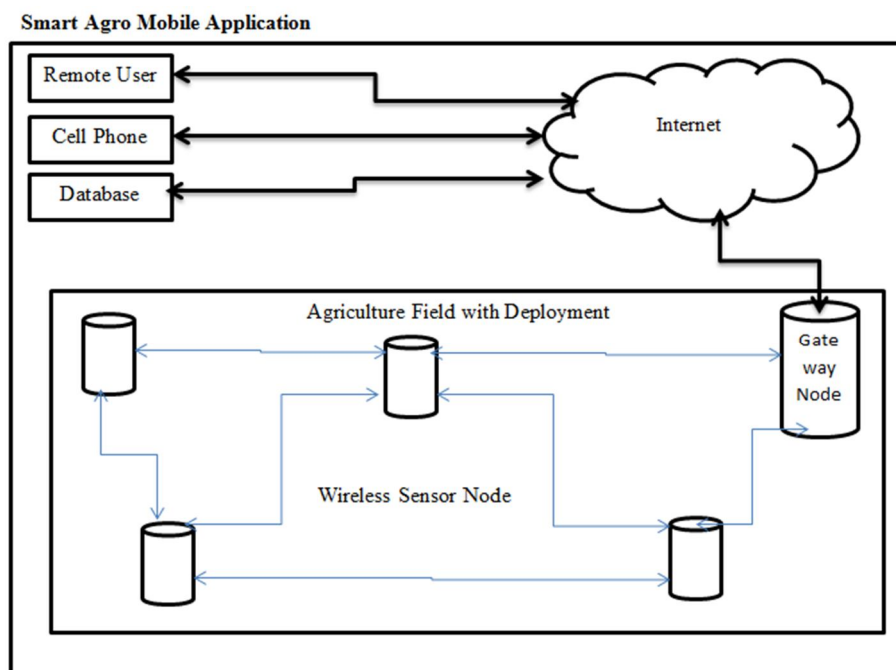 Smart Agro Mobile Application
Remote User
Cell Phone
Database
Internet
Agriculture Field with Deployment
Gate
way
Node
Wireless Sensor Node